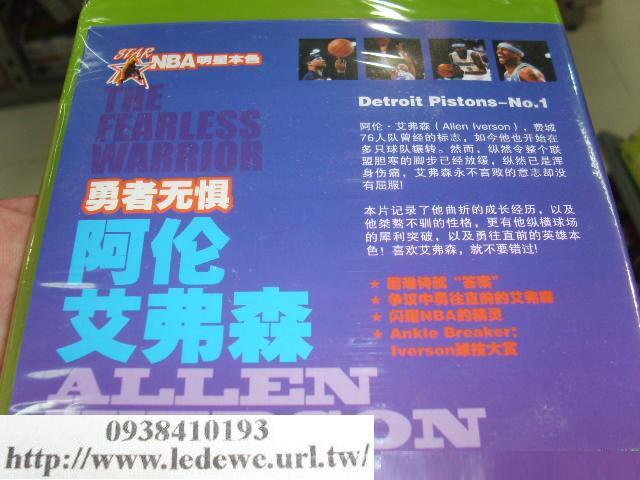 STAR NBA明星本色
THE
FEARLESS
WARRIOR
勇者无惧
阿伦
艾弗森
ALLEN
IVERSON
Detroit Pistons-No.1
阿伦·艾弗森（Allen Iverson），费城
76人队曾经的标志，如今他也开始在
多只球队辗转。然而，纵然令整个联
盟胆寒的脚步已经放缓，纵然已是浑
身伤痛，艾弗森永不言败的意志却没
有屈服!
本片记录了他曲折的成长经历，以及
他桀骜不驯的性格，更有他纵横球场
的犀利突破，以及勇往直前的英雄本
色! 喜欢艾弗森，就不要错过!
★ 磨难铸就“答案”
★ 争议中勇往直前的艾弗森
★ 闪耀NBA的精灵
★ Ankle Breaker:
Iverson球技大赏
0938410193
http://www.ledewe.url.tw/